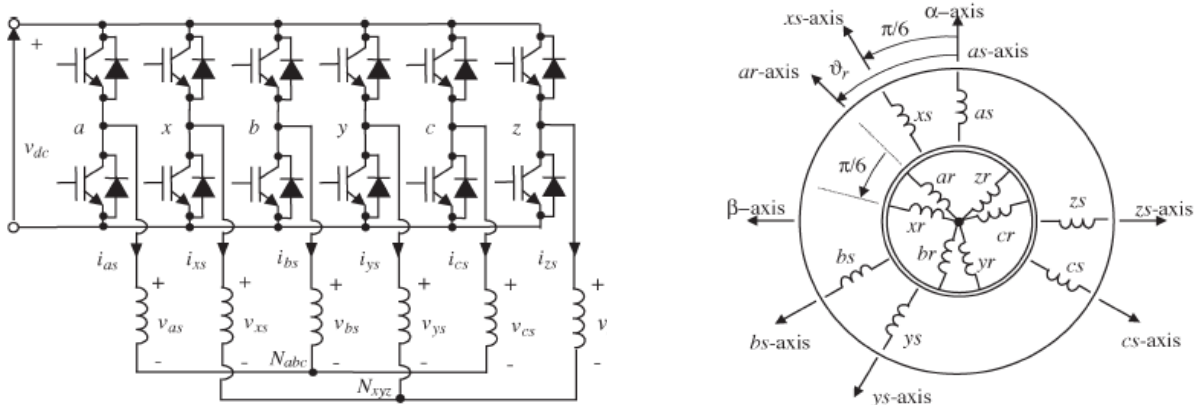 +
a x b y c z
v_dc
i_as i_xs i_bs i_ys i_cs i_zs
+ + + + + +
v_as v_xs v_bs v_ys v_cs v
- - - - - -
N_abc
N_xyz
α–axis
xs-axis
π/6
as-axis
ar-axis
ϑ_r
xs as
π/6
ar zr
β–axis
xr cr
zs
zs-axis
bs
br yr
cs
ys
bs-axis
cs-axis
ys-axis